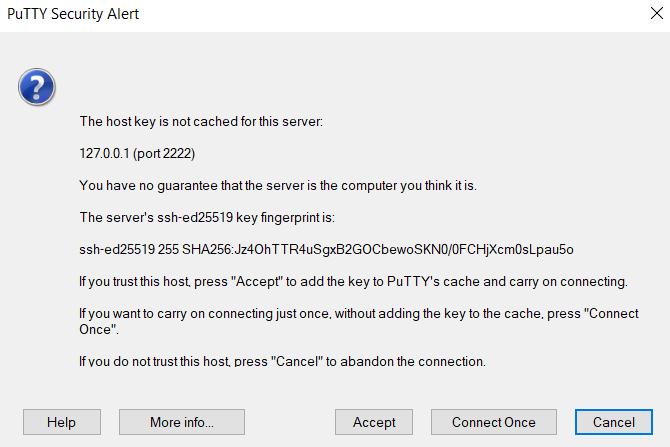 PuTTY Security Alert
The host key is not cached for this server:
127.0.0.1 (port 2222)
You have no guarantee that the server is the computer you think it is.
The server's ssh-ed25519 key fingerprint is:
ssh-ed25519 255 SHA256:Jz4OhTTR4uSgxB2GOCbewoSKN0/0FCHjXcm0sLpau5o
If you trust this host, press "Accept" to add the key to PuTTY's cache and carry on connecting.
If you want to carry on connecting just once, without adding the key to the cache, press "Connect
Once".
If you do not trust this host, press "Cancel" to abandon the connection.
Help More info... Accept Connect Once Cancel